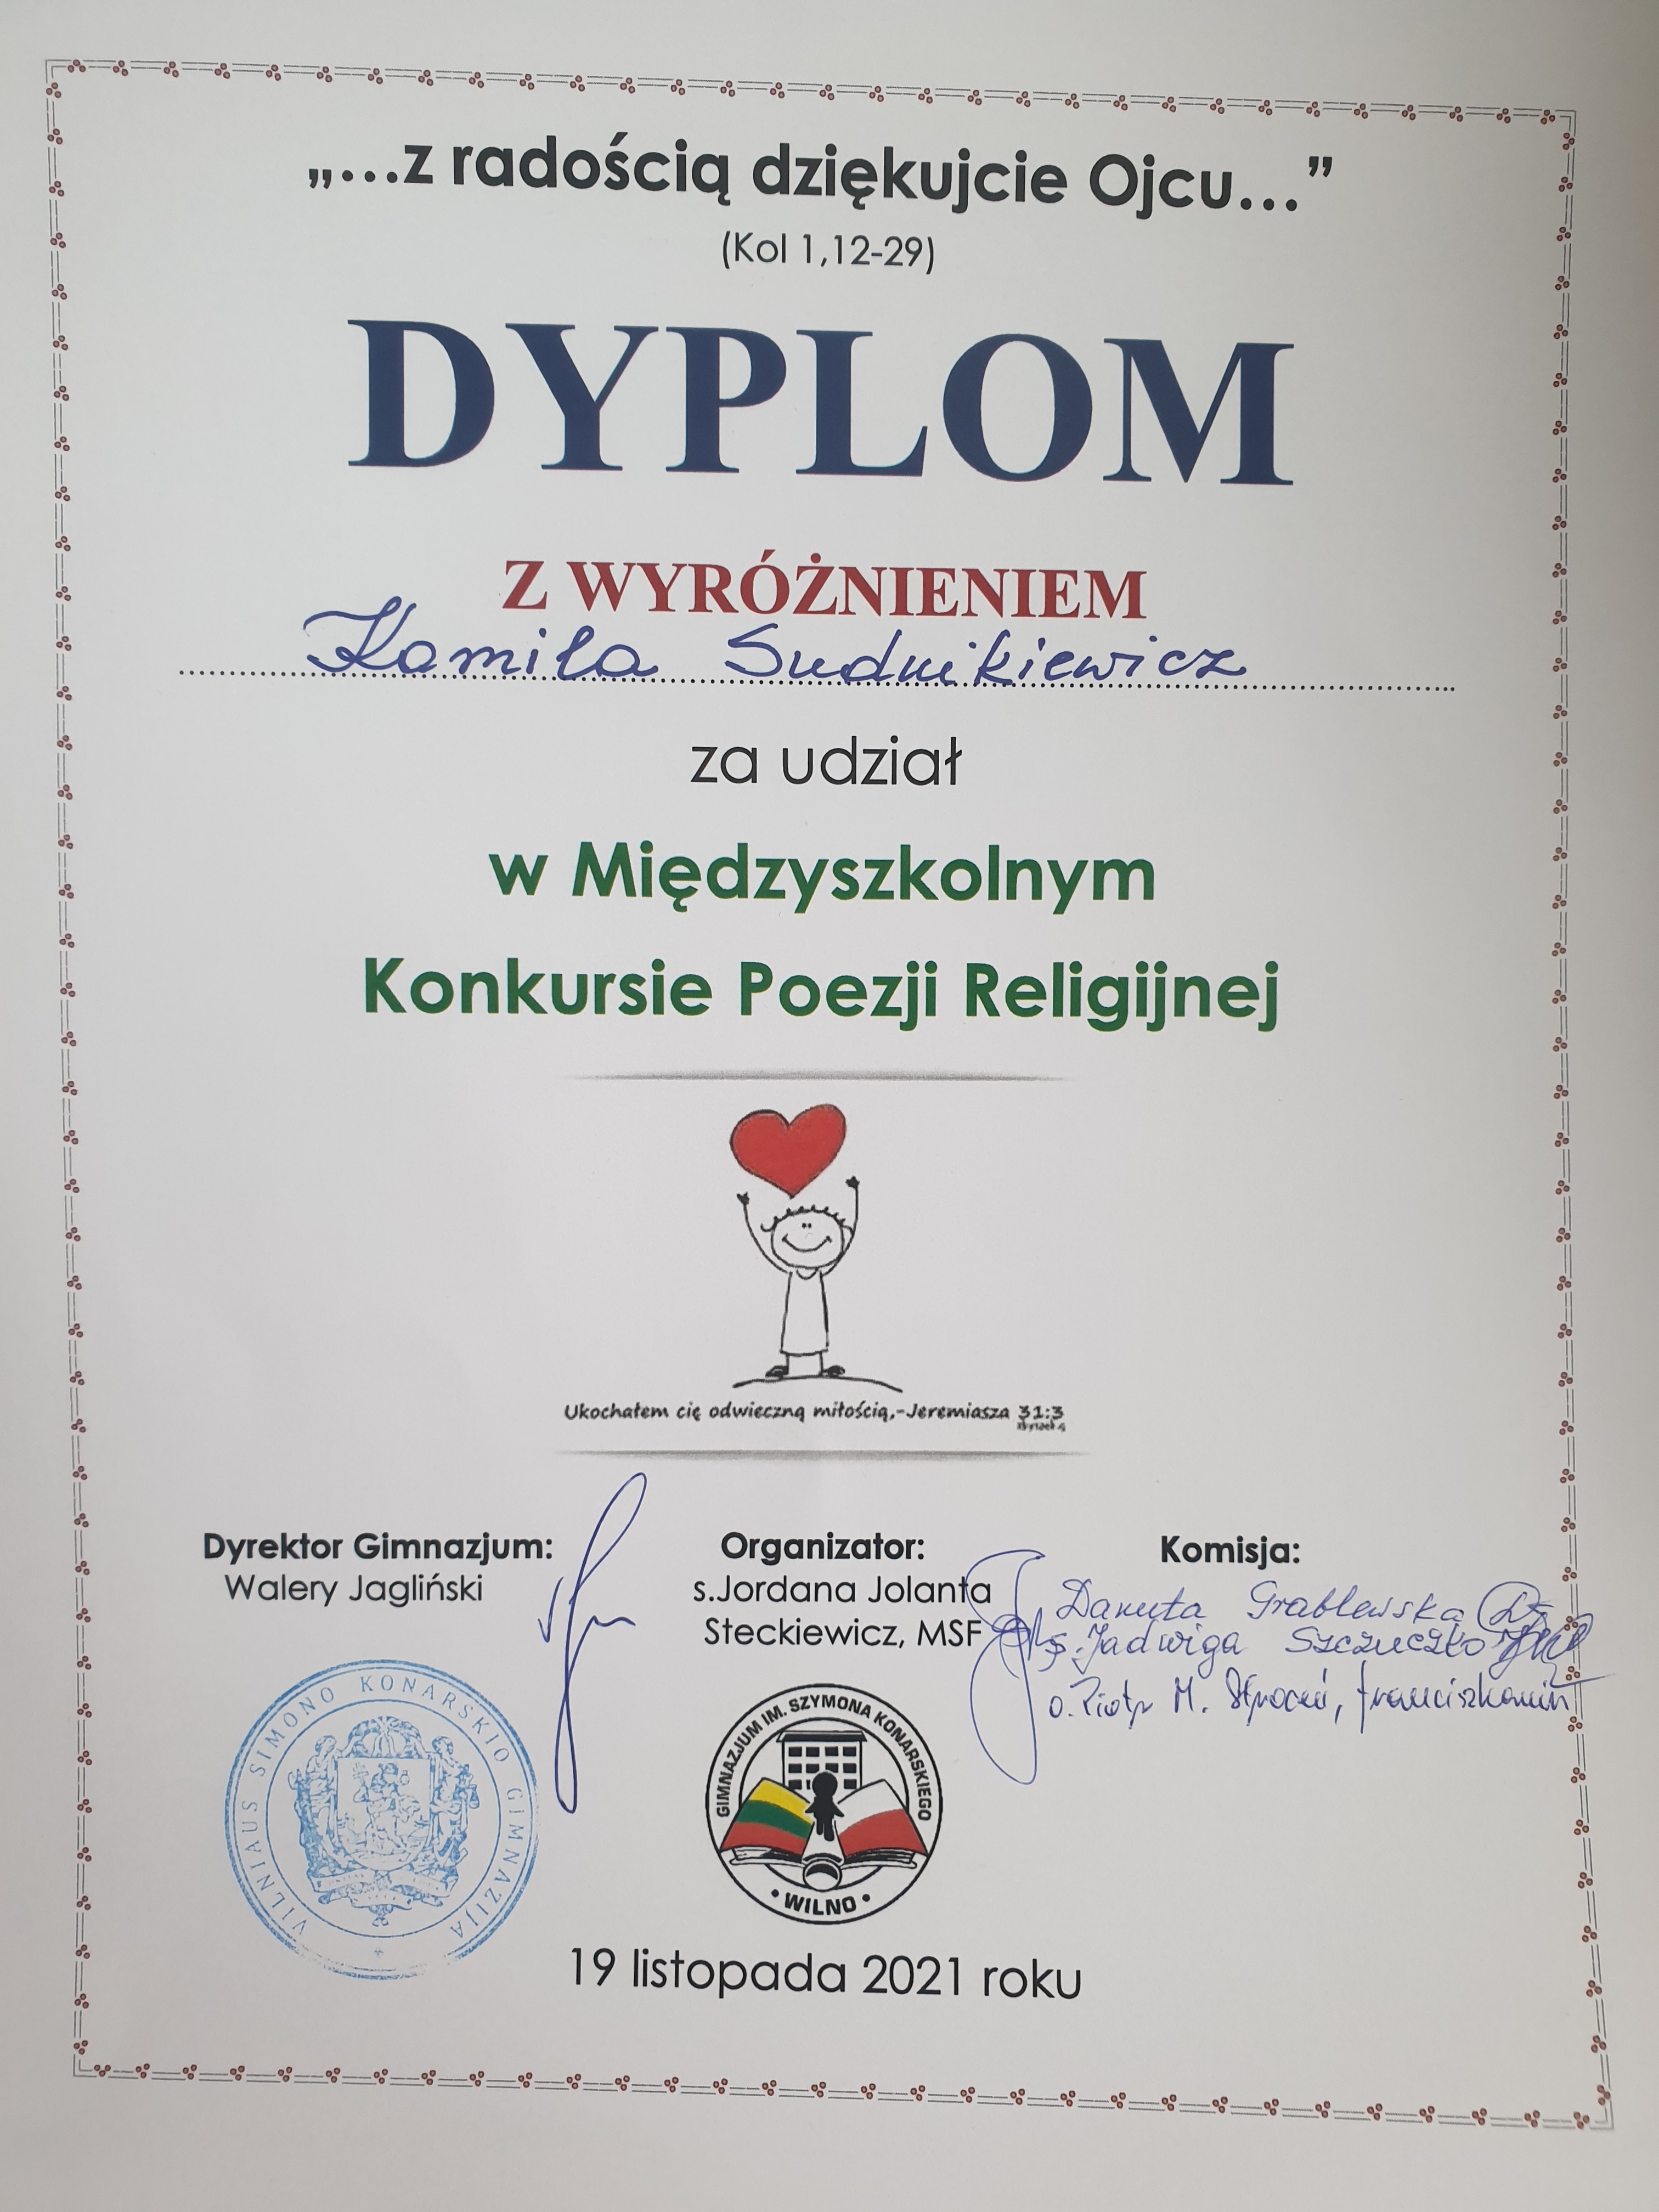 „...z radością dziękujcie Ojcu..."
(Kol 1,12-29)
DYPLOM
Z WYRÓŻNIENIEM
Kamila Sudnikiewicz
za udział
w Międzyszkolnym
Konkursie Poezji Religijnej
Ukochałem cię odwieczną miłością,-Jeremiasza 31:3
Dyrektor Gimnazjum:
Walery Jagliński
Organizator:
s.Jordana Jolanta
Steckiewicz, MSF
Komisja:
Danuta Grablewska
s. Jadwiga
o. Piotr M. franciszkanin
VILNIAUS SIMONO KONARSKIO GIMNAZIJA
GIMNAZJUM IM. SZYMONA KONARSKIEGO
• WILNO •
19 listopada 2021 roku